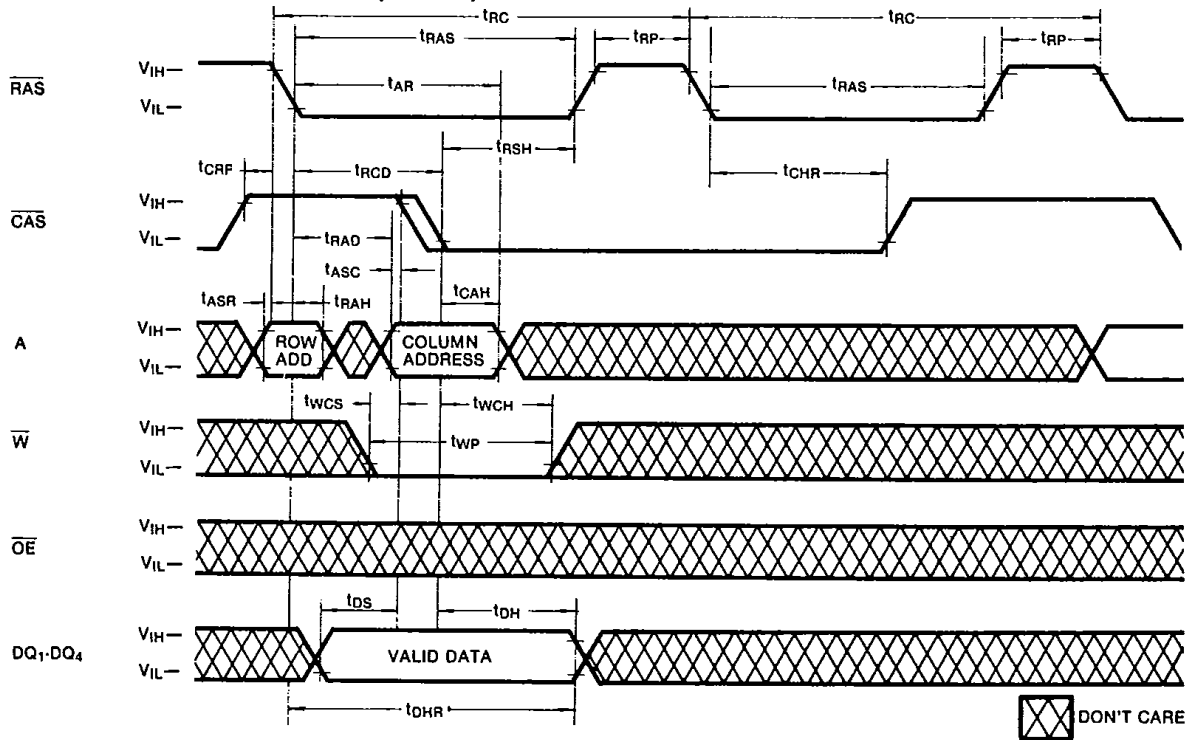 tRC tRC
tRAS tRP tRP
RAS VIH— tAR tRAS
VIL—
tRSH
tCRP tRCD tCHR
CAS VIH—
VIL— tRAD
tASC
tASR tRAH tCAH
A VIH— ROW ADD COLUMN ADDRESS
VIL—
tWCS tWCH
W VIH— tWP
VIL—
OE VIH—
VIL—
tDS tDH
DQ1-DQ4 VIH— VALID DATA
VIL—
tDHR
DON'T CARE